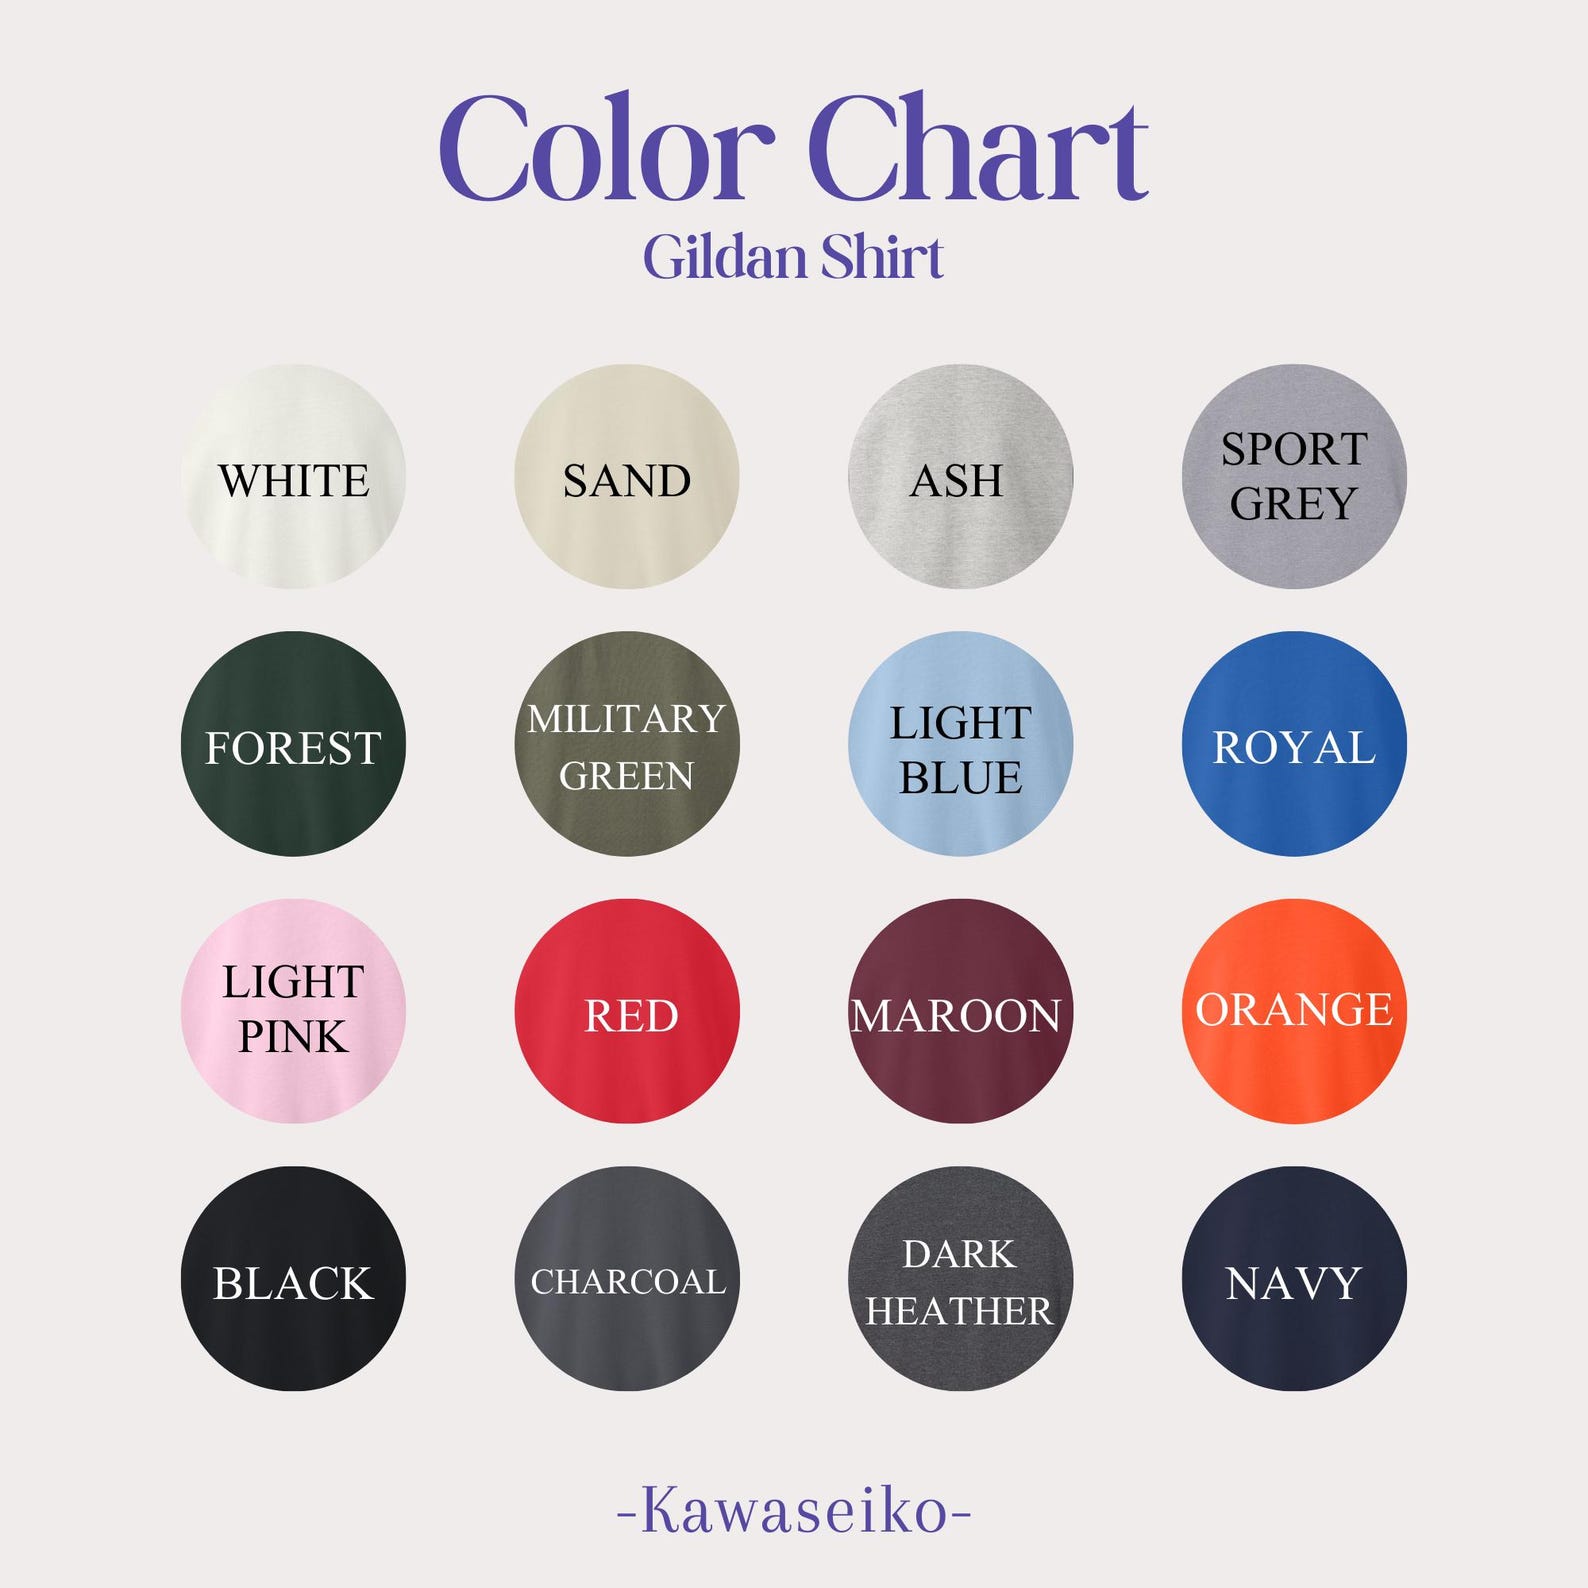 Color Chart
Gildan Shirt
WHITE
SAND
ASH
SPORT
GREY
FOREST
MILITARY
GREEN
LIGHT
BLUE
ROYAL
LIGHT
PINK
RED
MAROON
ORANGE
BLACK
CHARCOAL
DARK
HEATHER
NAVY
-Kawaseiko-